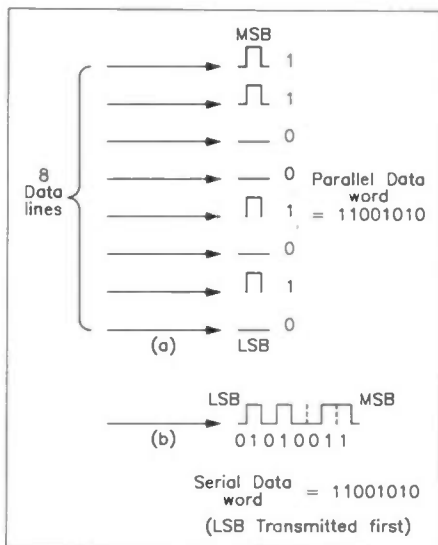 MSB
1
1
0
0
8
Data
lines
Parallel Data
word
= 11001010
1
0
1
0
(a)
LSB
LSB
MSB
(b)
01010011
Serial Data
word
= 11001010
(LSB Transmitted first)